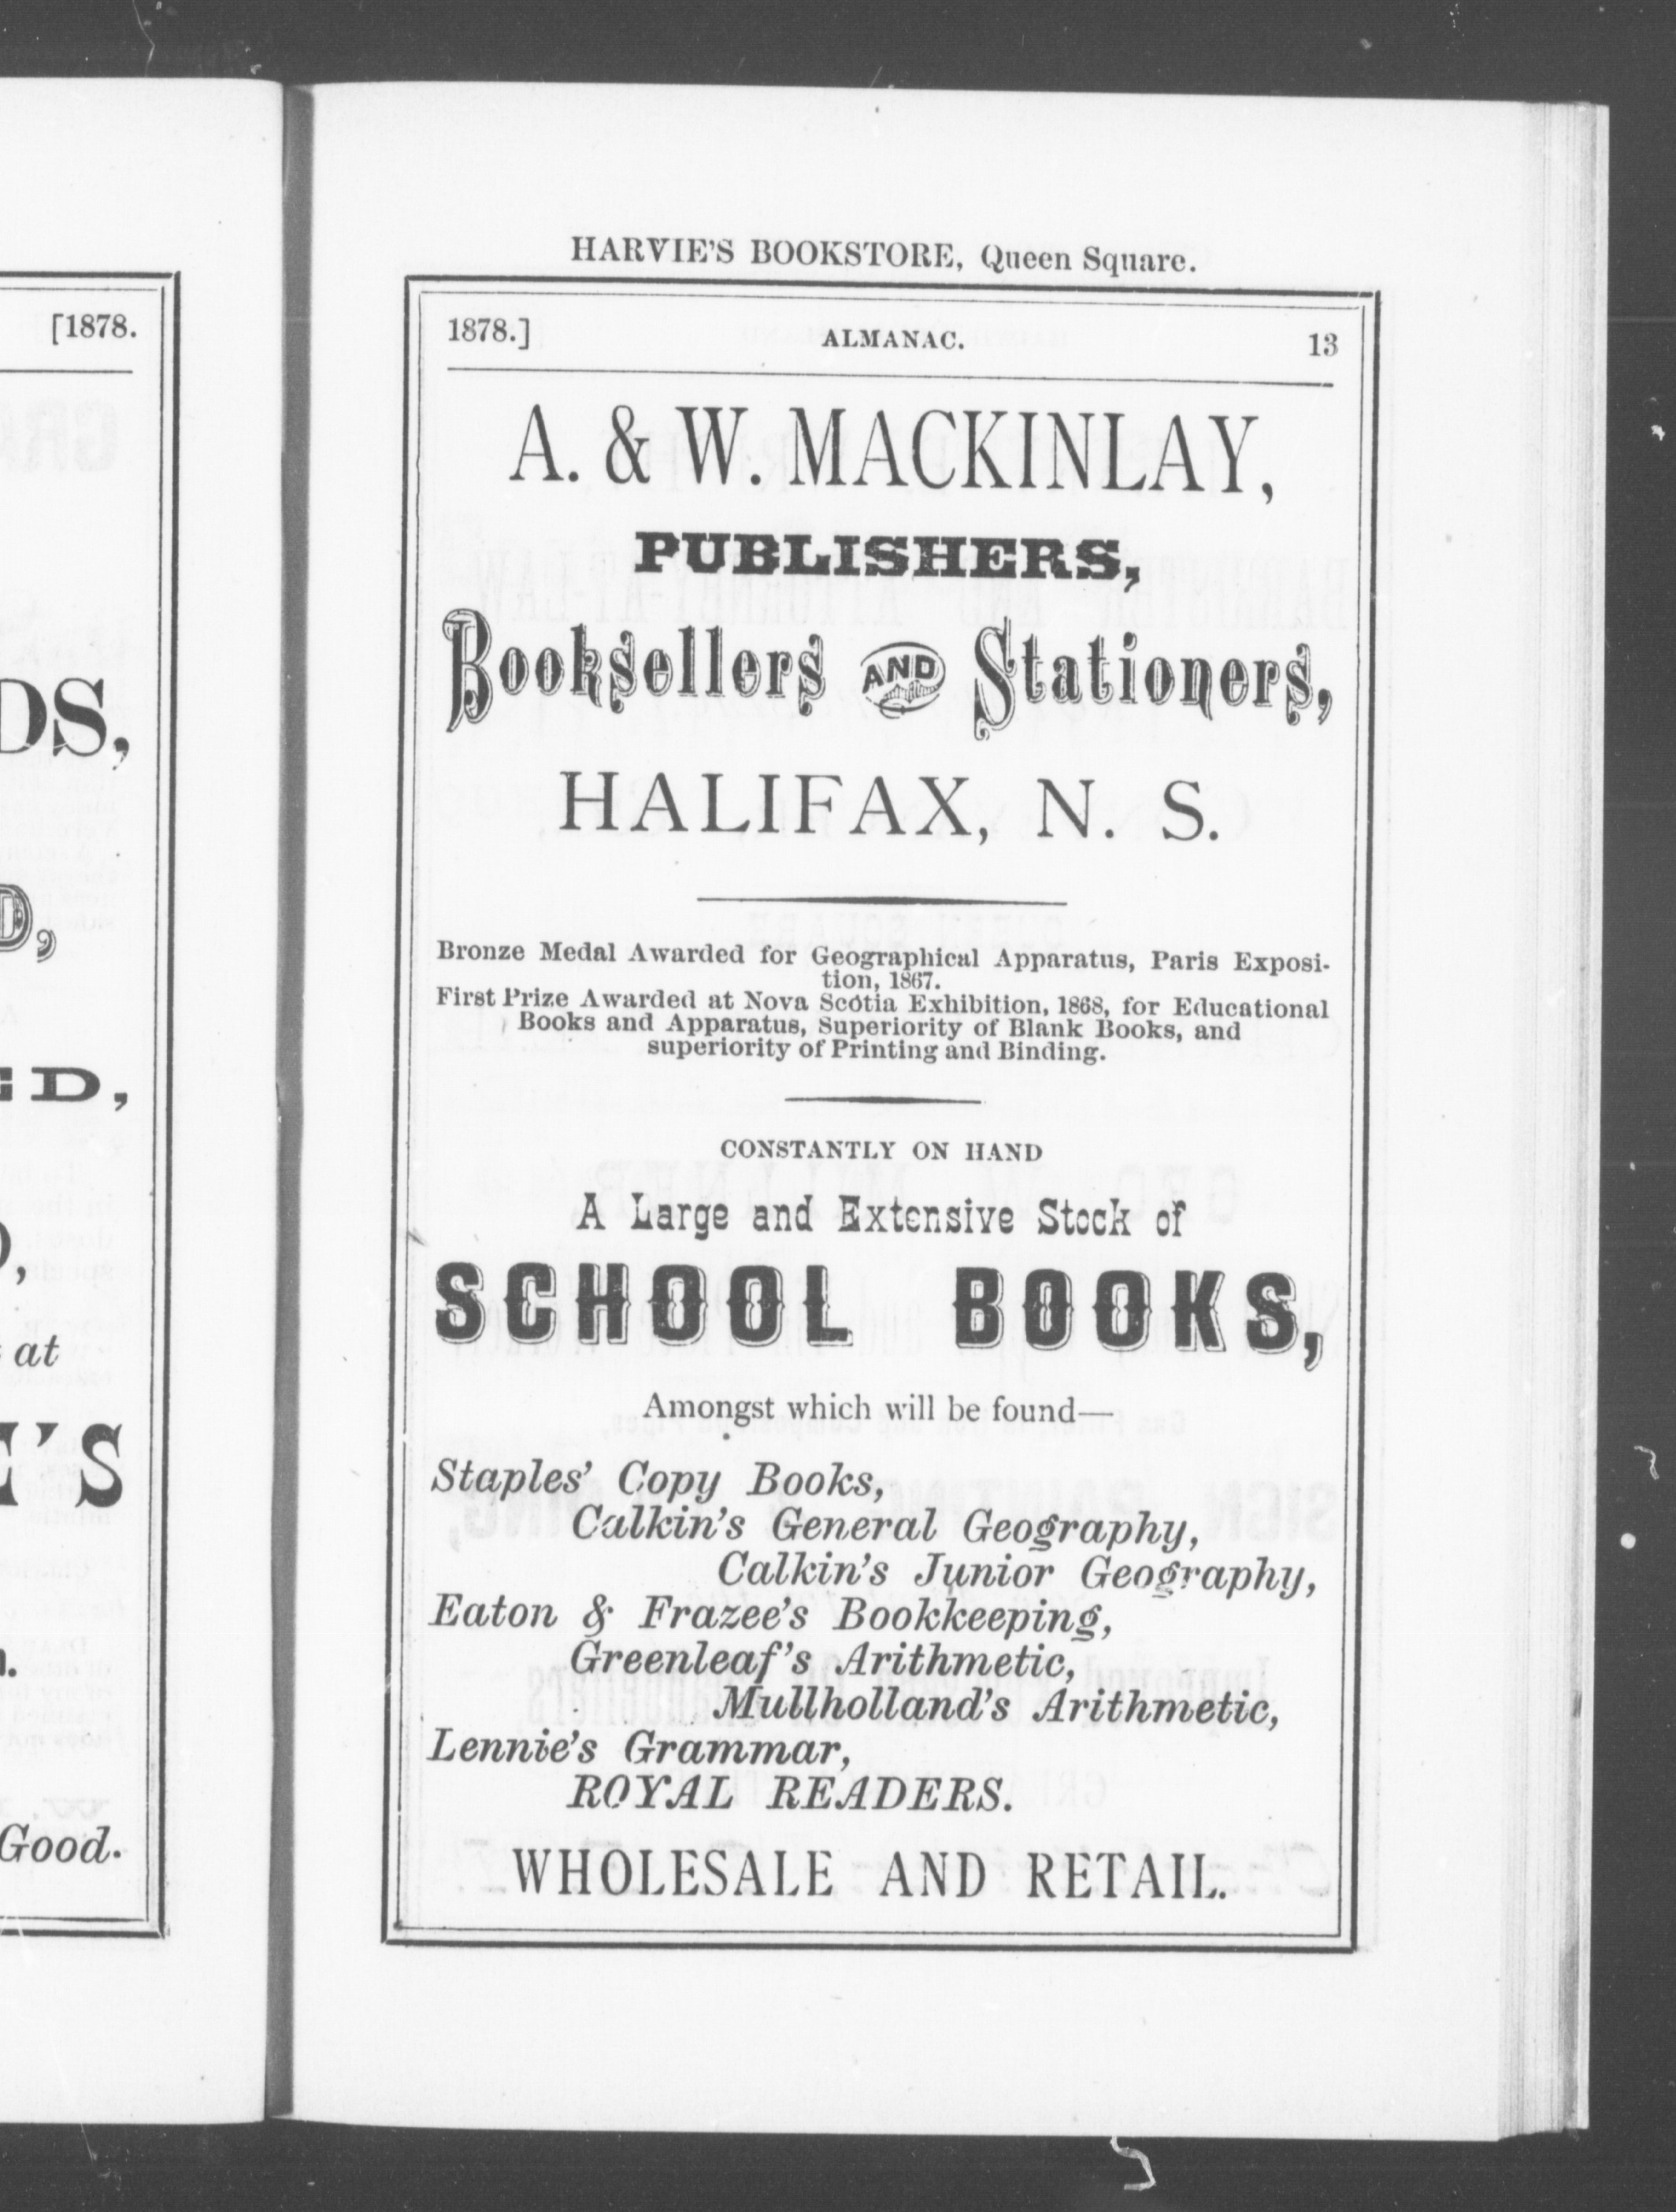 [1878.
DS,
D,
D,
at
'S
Good.
HARVIE'S BOOKSTORE, Queen Square.
1878.] ALMANAC. 13
A. & W. MACKINLAY,
PUBLISHERS,
Booksellers AND Stationers,
HALIFAX, N. S.
Bronze Medal Awarded for Geographical Apparatus, Paris Exposi-
tion, 1867.
First Prize Awarded at Nova Scotia Exhibition, 1868, for Educational
Books and Apparatus, Superiority of Blank Books, and
superiority of Printing and Binding.
CONSTANTLY ON HAND
A Large and Extensive Stock of
SCHOOL BOOKS,
Amongst which will be found—
Staples' Copy Books,
Calkin's General Geography,
Calkin's Junior Geography,
Eaton & Frazee's Bookkeeping,
Greenleaf's Arithmetic,
Mullholland's Arithmetic,
Lennie's Grammar,
ROYAL READERS.
WHOLESALE AND RETAIL.